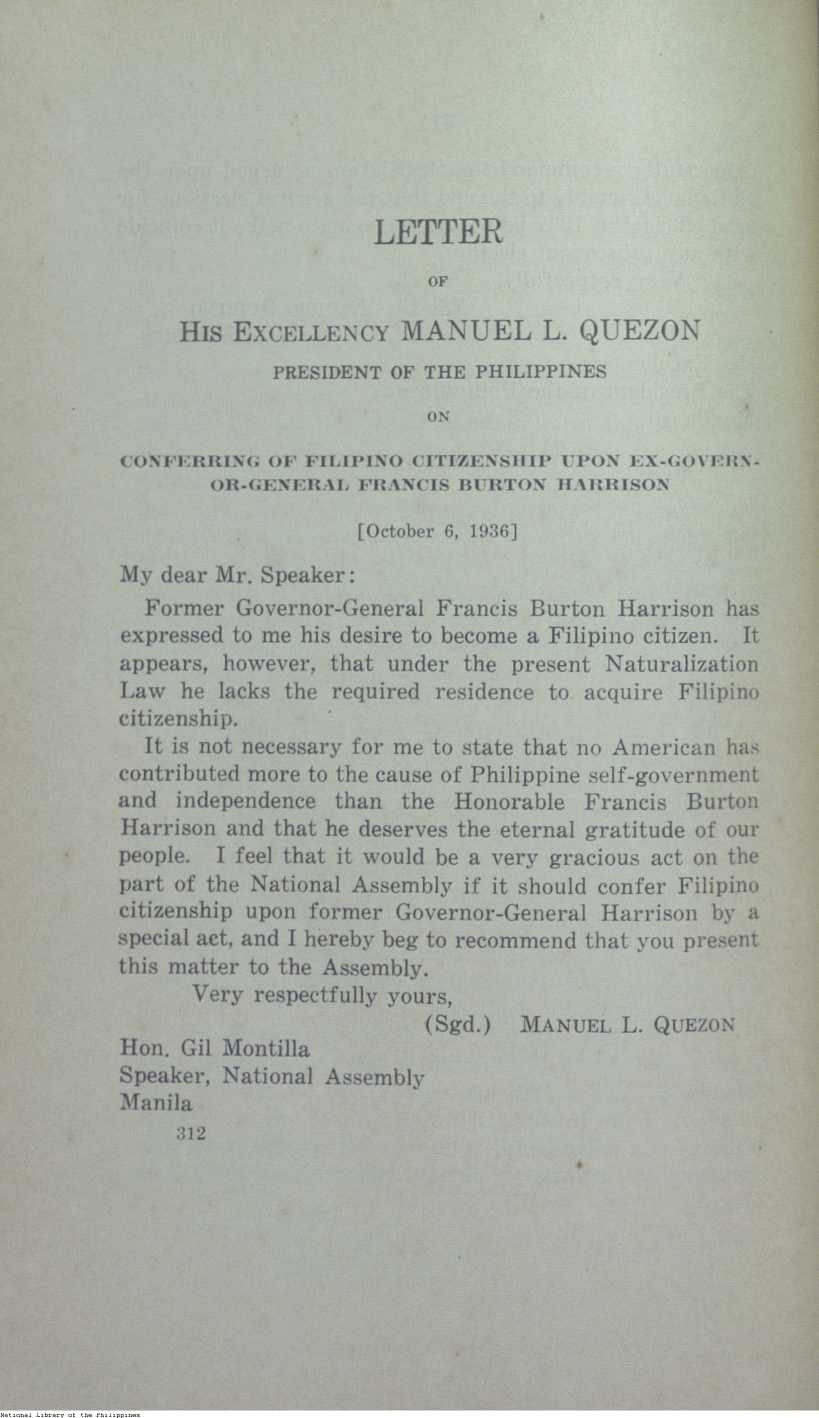 LETTER
OF
HIS EXCELLENCY MANUEL L. QUEZON
PRESIDENT OF THE PHILIPPINES
ON
CONFERRING OF FILIPINO CITIZENSHIP UPON EX-GOVERN-
OR-GENERAL FRANCIS BURTON HARRISON
[October 6, 1936]
My dear Mr. Speaker:
Former Governor-General Francis Burton Harrison has
expressed to me his desire to become a Filipino citizen. It
appears, however, that under the present Naturalization
Law he lacks the required residence to acquire Filipino
citizenship.
It is not necessary for me to state that no American has
contributed more to the cause of Philippine self-government
and independence than the Honorable Francis Burton
Harrison and that he deserves the eternal gratitude of our
people. I feel that it would be a very gracious act on the
part of the National Assembly if it should confer Filipino
citizenship upon former Governor-General Harrison by a
special act, and I hereby beg to recommend that you present
this matter to the Assembly.
Very respectfully yours,
(Sgd.) MANUEL L. QUEZON
Hon. Gil Montilla
Speaker, National Assembly
Manila
312
National Library of the Philippines